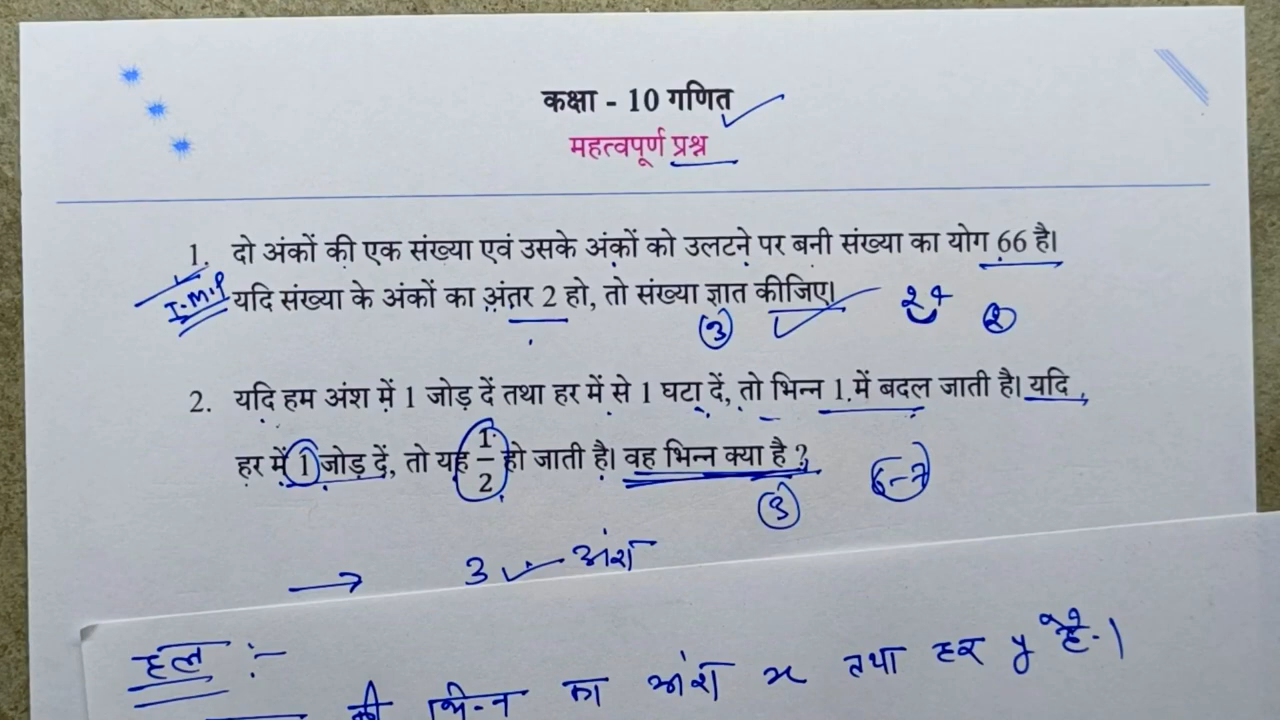 कक्षा - 10 गणित
महत्वपूर्ण प्रश्न
1. दो अंकों की एक संख्या एवं उसके अंकों को उलटने पर बनी संख्या का योग 66 है।
I.M.P यदि संख्या के अंकों का अंतर 2 हो, तो संख्या ज्ञात कीजिए।
3
2. यदि हम अंश में 1 जोड़ दें तथा हर में से 1 घटा दें, तो भिन्न 1 में बदल जाती है। यदि
हर में 1 जोड़ दें, तो यह 1/2 हो जाती है। वह भिन्न क्या है ?
3
3 अंश
हल :-
की भिन्न का अंश x तथा हर y है।